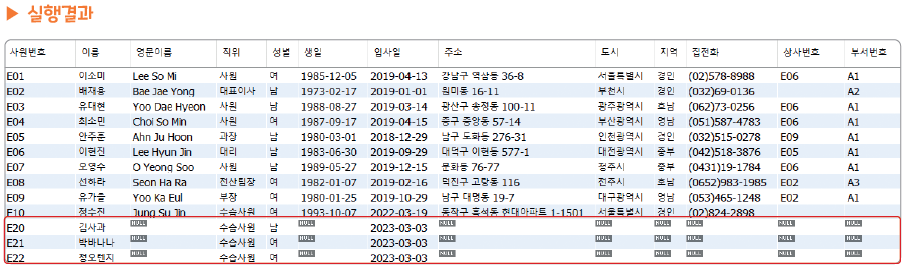 ▶ 실행결과
사원번호 이름 영문이름 직위 성별 생일 입사일 주소 도시 지역 집전화 상사번호 부서번호
E01 이소미 Lee So Mi 사원 여 1985-12-05 2019-04-13 강남구 역삼동 36-8 서울특별시 경인 (02)578-8988 E06 A1
E02 배재용 Bae Jae Yong 대표이사 남 1973-02-17 2019-01-01 원미동 16-11 부천시 경인 (032)69-0136 A2
E03 유대현 Yoo Dae Hyeon 사원 남 1988-08-27 2019-03-14 광산구 송정동 100-11 광주광역시 호남 (062)73-0256 E06 A1
E04 최소민 Choi So Min 사원 여 1987-09-17 2019-04-15 중구 중앙동 57-14 부산광역시 영남 (051)587-4783 E06 A1
E05 안주훈 Ahn Ju Hoon 과장 남 1980-03-01 2018-12-29 남구 도화동 276-31 인천광역시 경인 (032)515-0278 E09 A1
E06 이현진 Lee Hyun Jin 대리 남 1983-06-30 2019-09-29 대덕구 이현동 577-1 대전광역시 중부 (042)518-3876 E05 A1
E07 오영수 O Yeong Soo 사원 남 1989-05-27 2019-12-15 문화동 76-77 청주시 중부 (0431)19-1784 E06 A1
E08 선하라 Seon Ha Ra 전산팀장 여 1982-01-07 2019-02-16 덕진구 고랑동 116 전주시 호남 (0652)983-1985 E02 A3
E09 유가을 Yoo Ka Eul 부장 여 1980-01-25 2019-10-29 남구 대명동 19-7 대구광역시 영남 (053)465-1248 E02 A1
E10 정수진 Jung Su Jin 수습사원 여 1993-10-07 2022-03-19 동작구 흑석동 현대아파트 1-1501 서울특별시 경인 (02)824-2898
E20 김사과 NULL 수습사원 남 NULL 2023-03-03 NULL NULL NULL NULL NULL NULL
E21 박바나나 NULL 수습사원 여 NULL 2023-03-03 NULL NULL NULL NULL NULL NULL
E22 정오렌지 NULL 수습사원 여 NULL 2023-03-03 NULL NULL NULL NULL NULL NULL